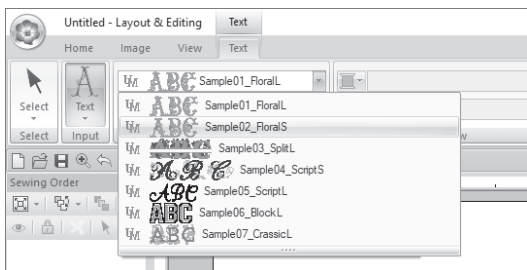 Untitled - Layout & Editing Text
Home Image View Text
Select Text Sample01_FloralL
Sample01_FloralL
Sample02_FloralS
Select Input
Sample03_SplitL
Sample04_ScriptS
Sewing Order
Sample05_ScriptL
Sample06_BlockL
Sample07_CrassicL